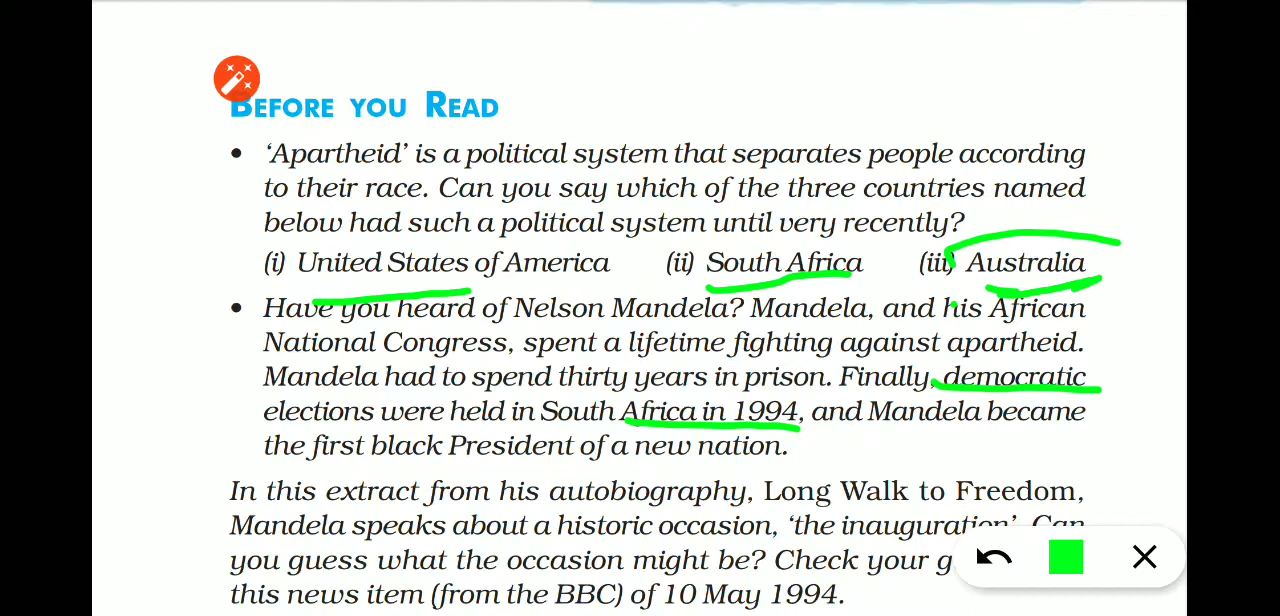 BEFORE YOU READ
• 'Apartheid' is a political system that separates people according
to their race. Can you say which of the three countries named
below had such a political system until very recently?
(i) United States of America (ii) South Africa (iii) Australia
• Have you heard of Nelson Mandela? Mandela, and his African
National Congress, spent a lifetime fighting against apartheid.
Mandela had to spend thirty years in prison. Finally, democratic
elections were held in South Africa in 1994, and Mandela became
the first black President of a new nation.
In this extract from his autobiography, Long Walk to Freedom,
Mandela speaks about a historic occasion, 'the inauguration'. Can
you guess what the occasion might be? Check your
this news item (from the BBC) of 10 May 1994.